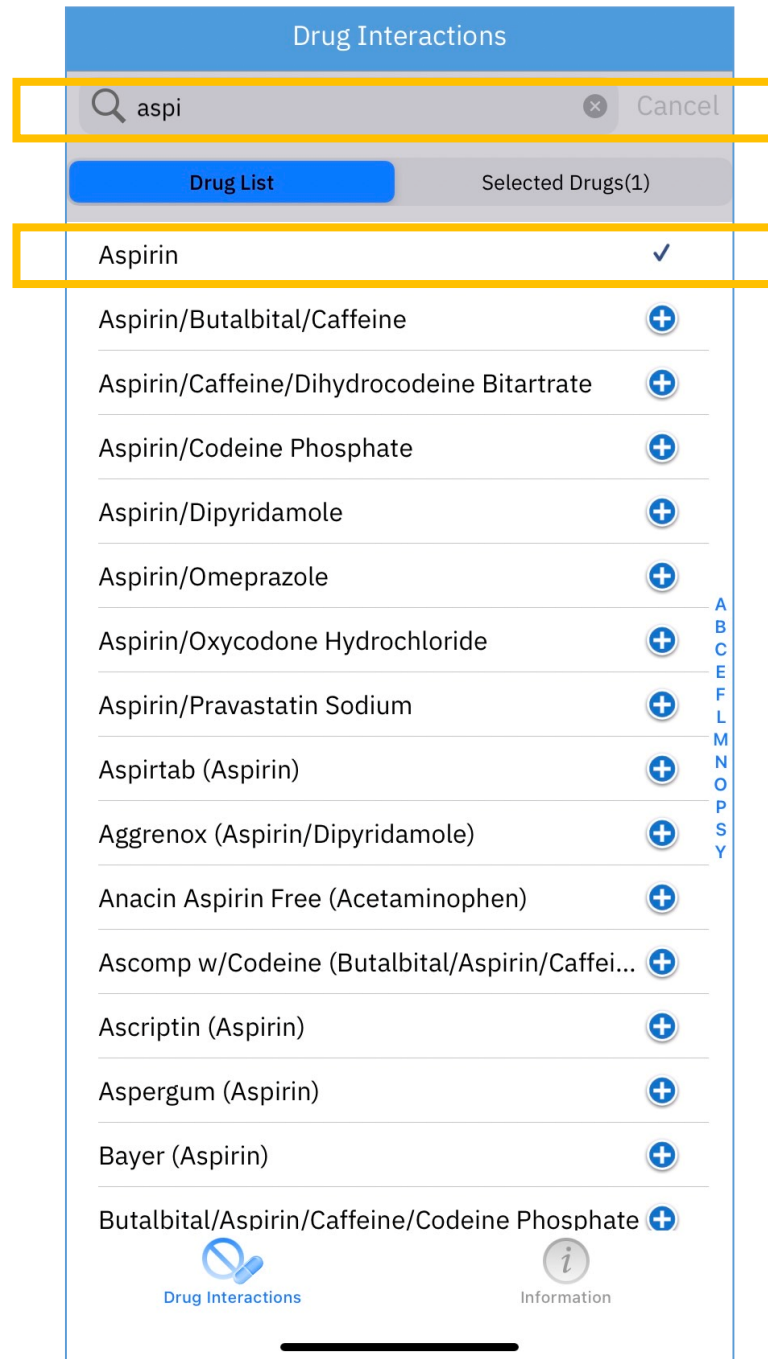 Drug Interactions
aspi
Cancel
Drug List
Selected Drugs(1)
Aspirin
Aspirin/Butalbital/Caffeine
Aspirin/Caffeine/Dihydrocodeine Bitartrate
Aspirin/Codeine Phosphate
Aspirin/Dipyridamole
Aspirin/Omeprazole
Aspirin/Oxycodone Hydrochloride
Aspirin/Pravastatin Sodium
Aspirtab (Aspirin)
Aggrenox (Aspirin/Dipyridamole)
Anacin Aspirin Free (Acetaminophen)
Ascomp w/Codeine (Butalbital/Aspirin/Caffei...
Ascriptin (Aspirin)
Aspergum (Aspirin)
Bayer (Aspirin)
Butalbital/Aspirin/Caffeine/Codeine Phosphate
A
B
C
E
F
L
M
N
O
P
S
Y
Drug Interactions
i
Information